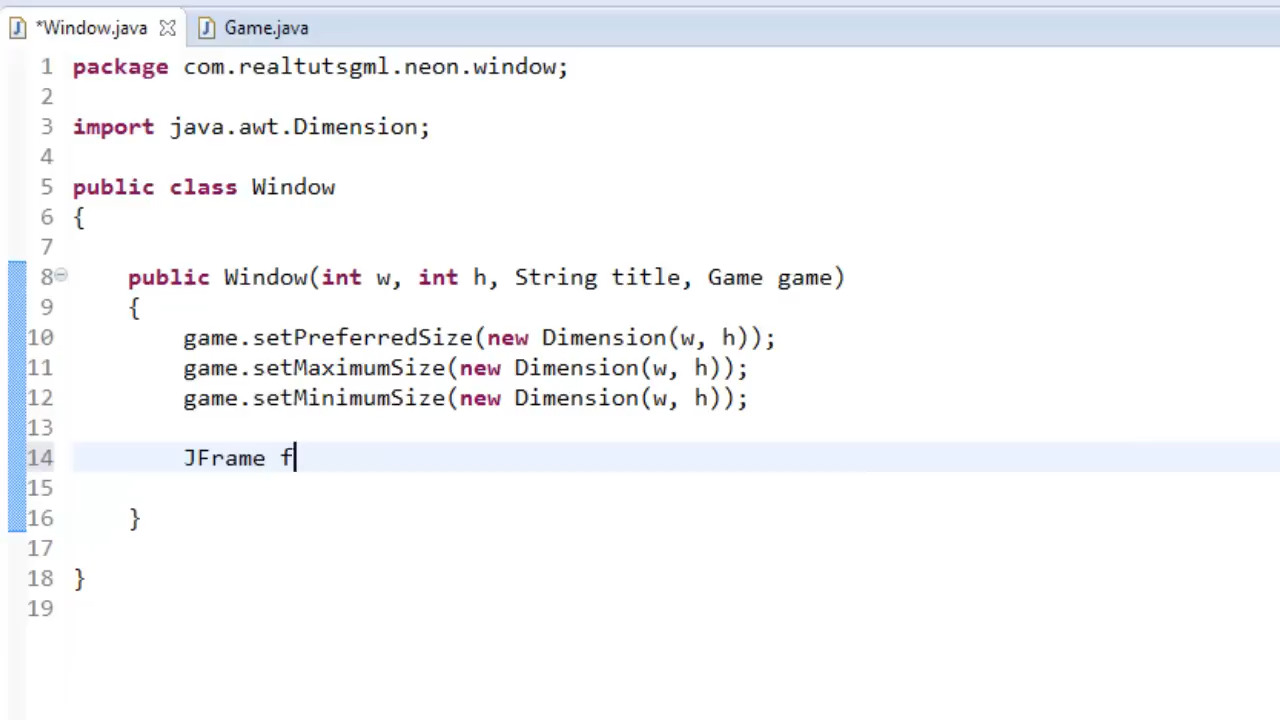 *Window.java Game.java
1 package com.realtutsgml.neon.window;
2
3 import java.awt.Dimension;
4
5 public class Window
6 {
7
8 public Window(int w, int h, String title, Game game)
9 {
10 game.setPreferredSize(new Dimension(w, h));
11 game.setMaximumSize(new Dimension(w, h));
12 game.setMinimumSize(new Dimension(w, h));
13
14 JFrame f
15
16 }
17
18 }
19